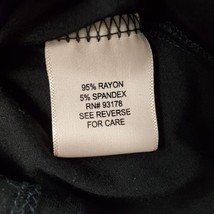 95% RAYON
5% SPANDEX
RN# 93178
SEE REVERSE
FOR CARE